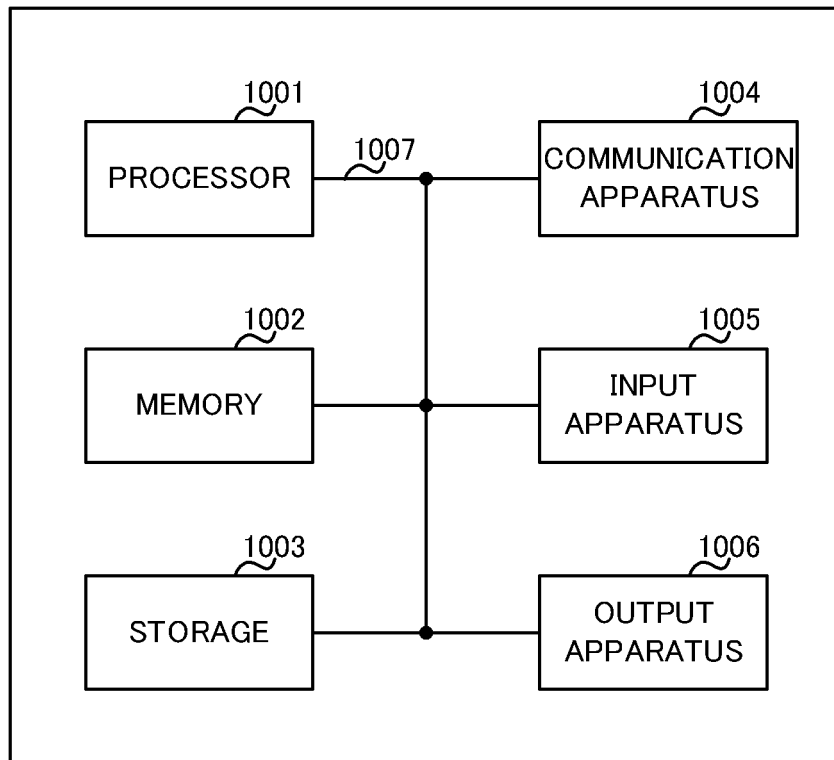 1001
PROCESSOR
1007
1004
COMMUNICATION
APPARATUS
1002
MEMORY
1005
INPUT
APPARATUS
1003
STORAGE
1006
OUTPUT
APPARATUS